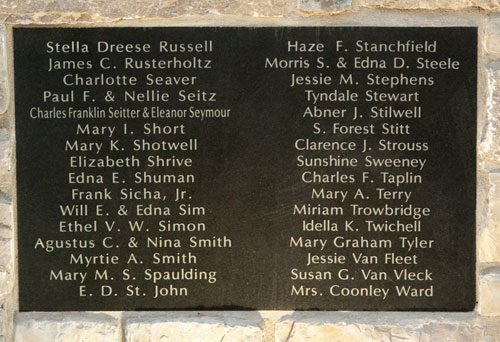 Stella Dreese Russell
James C. Rusterholtz
Charlotte Seaver
Paul F. & Nellie Seitz
Charles Franklin Seitter & Eleanor Seymour
Mary I. Short
Mary K. Shotwell
Elizabeth Shrive
Edna E. Shuman
Frank Sicha, Jr.
Will E. & Edna Sim
Ethel V. W. Simon
Agustus C. & Nina Smith
Myrtie A. Smith
Mary M. S. Spaulding
E. D. St. John
Haze F. Stanchfield
Morris S. & Edna D. Steele
Jessie M. Stephens
Tyndale Stewart
Abner J. Stilwell
S. Forest Stitt
Clarence J. Strouss
Sunshine Sweeney
Charles F. Taplin
Mary A. Terry
Miriam Trowbridge
Idella K. Twichell
Mary Graham Tyler
Jessie Van Fleet
Susan G. Van Vleck
Mrs. Coonley Ward